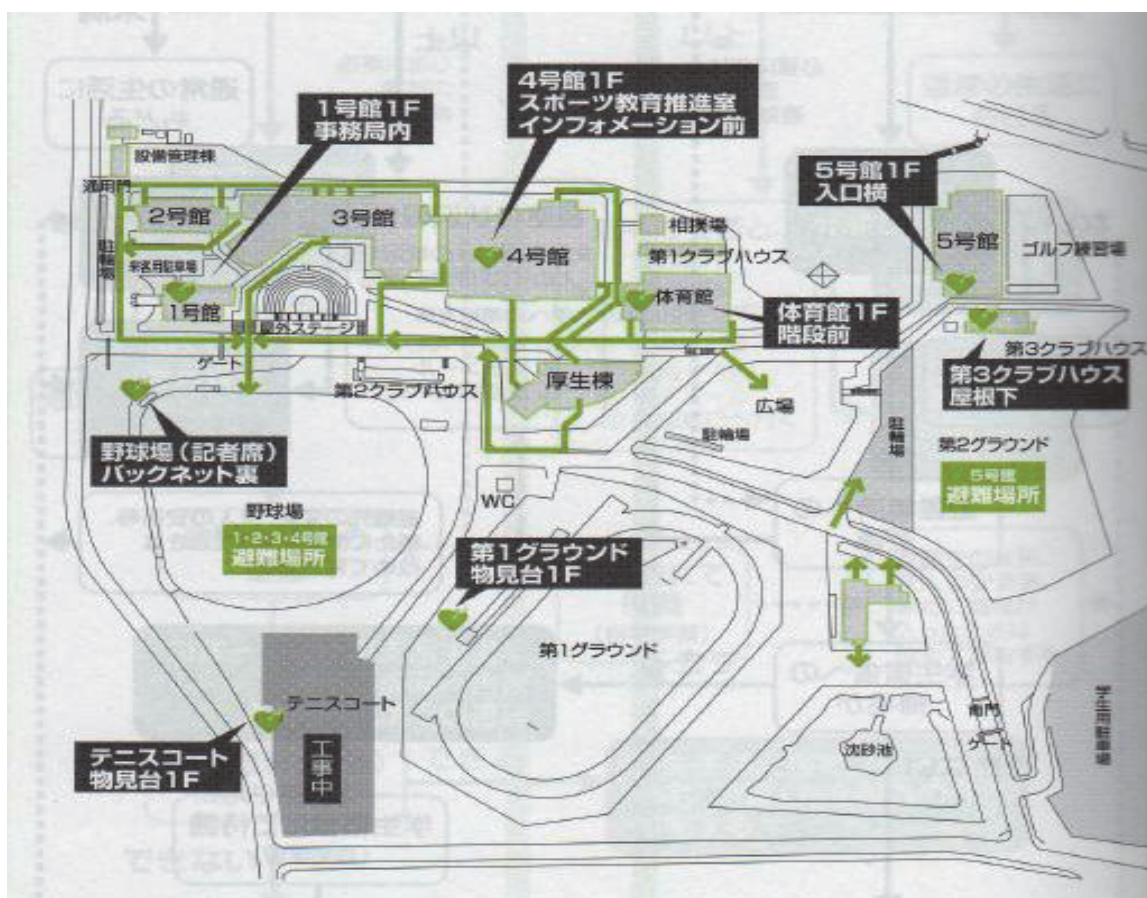 4号館1F
スポーツ教育推進室
インフォメーション前
1号館1F
事務局内
設備管理棟
通用門
5号館1F
入口横
2号館
3号館
4号館
相撲場
第1クラブハウス
5号館
ゴルフ練習場
駐輪場
来客用駐車場
1号館
屋外ステージ
体育館
体育館1F
階段前
ゲート
第2クラブハウス
厚生棟
広場
第3クラブハウス
第3クラブハウス
屋根下
駐輪場
駐輪場
野球場(記者席)
バックネット裏
第2グラウンド
5号館
避難場所
WC
野球場
1・2・3・4号館
避難場所
第1グラウンド
物見台1F
第1グラウンド
テニスコート
テニスコート
物見台1F
工事中
南門
ゲート
沈砂池
学生用駐車場